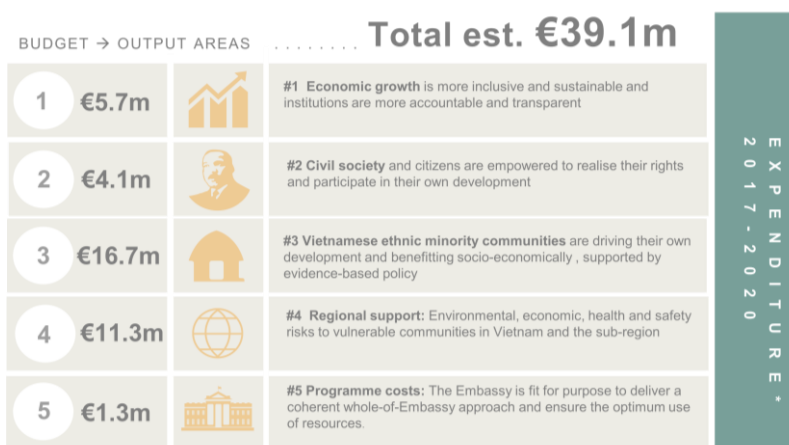 BUDGET → OUTPUT AREAS . . . . . . . . Total est. €39.1m
1 €5.7m
#1 Economic growth is more inclusive and sustainable and
institutions are more accountable and transparent
2 €4.1m
#2 Civil society and citizens are empowered to realise their rights
and participate in their own development
3 €16.7m
#3 Vietnamese ethnic minority communities are driving their own
development and benefitting socio-economically , supported by
evidence-based policy
4 €11.3m
#4 Regional support: Environmental, economic, health and safety
risks to vulnerable communities in Vietnam and the sub-region
5 €1.3m
#5 Programme costs: The Embassy is fit for purpose to deliver a
coherent whole-of-Embassy approach and ensure the optimum use
of resources.
EXPENDITURE*
2017-2020